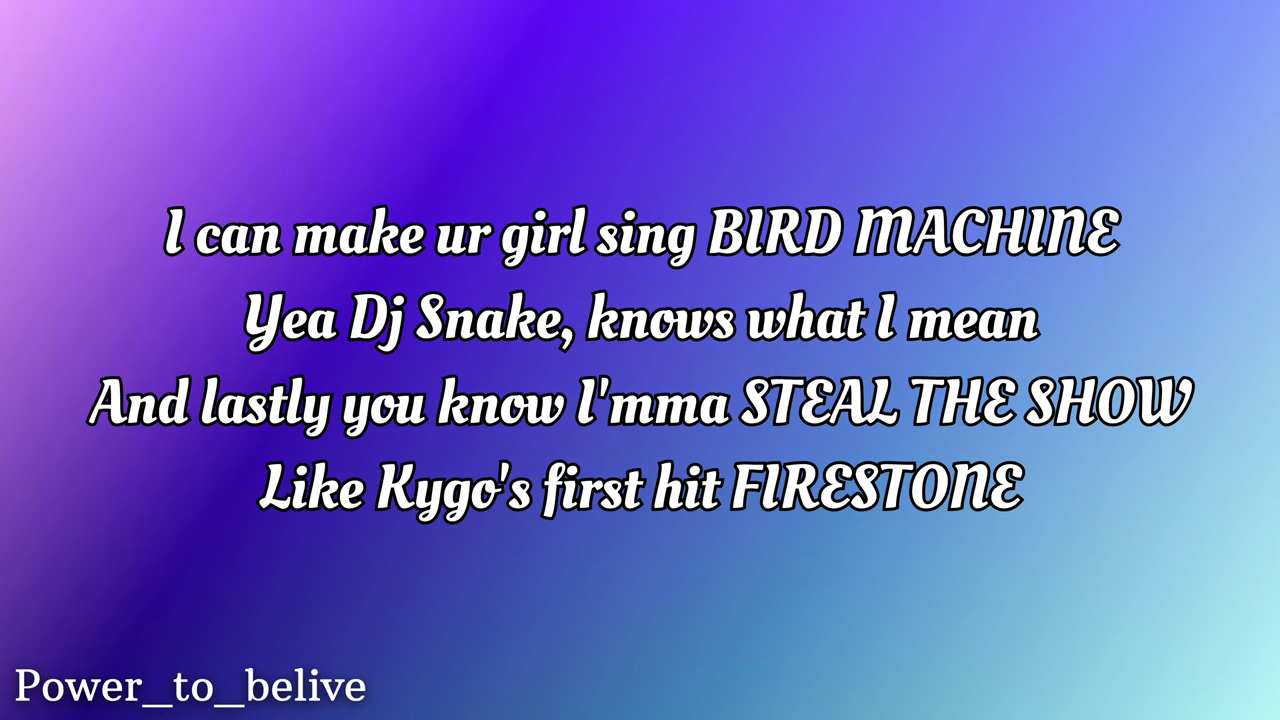 I can make ur girl sing BIRD MACHINE
Yea Dj Snake, knows what I mean
And lastly you know I'mma STEAL THE SHOW
Like Kygo's first hit FIRESTONE
Power_to_belive